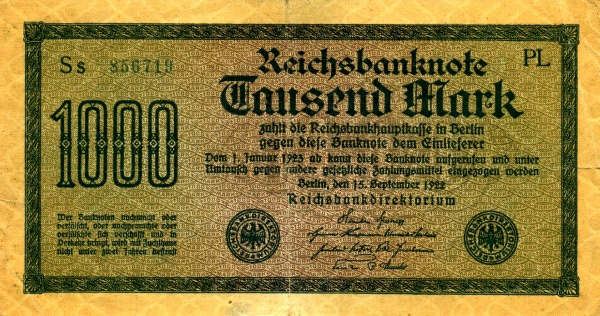 Ss 856719
PL
Reichsbanknote
Tausend Mark
1000
zahlt die Reichsbankhauptkasse in Berlin
gegen diese Banknote dem Einlieferer
Vom 1. Januar 1923 ab kann diese Banknote aufgerufen und unter
Umtausch gegen andere gesetzliche Zahlungsmittel eingezogen werden
Berlin, den 15. September 1922
Reichsbankdirektorium
Wer Banknoten nachmacht oder
verfälscht, oder nachgemachte oder
verfälschte sich verschafft und in
Verkehr bringt, wird mit Zuchthaus
nicht unter zwei Jahren bestraft